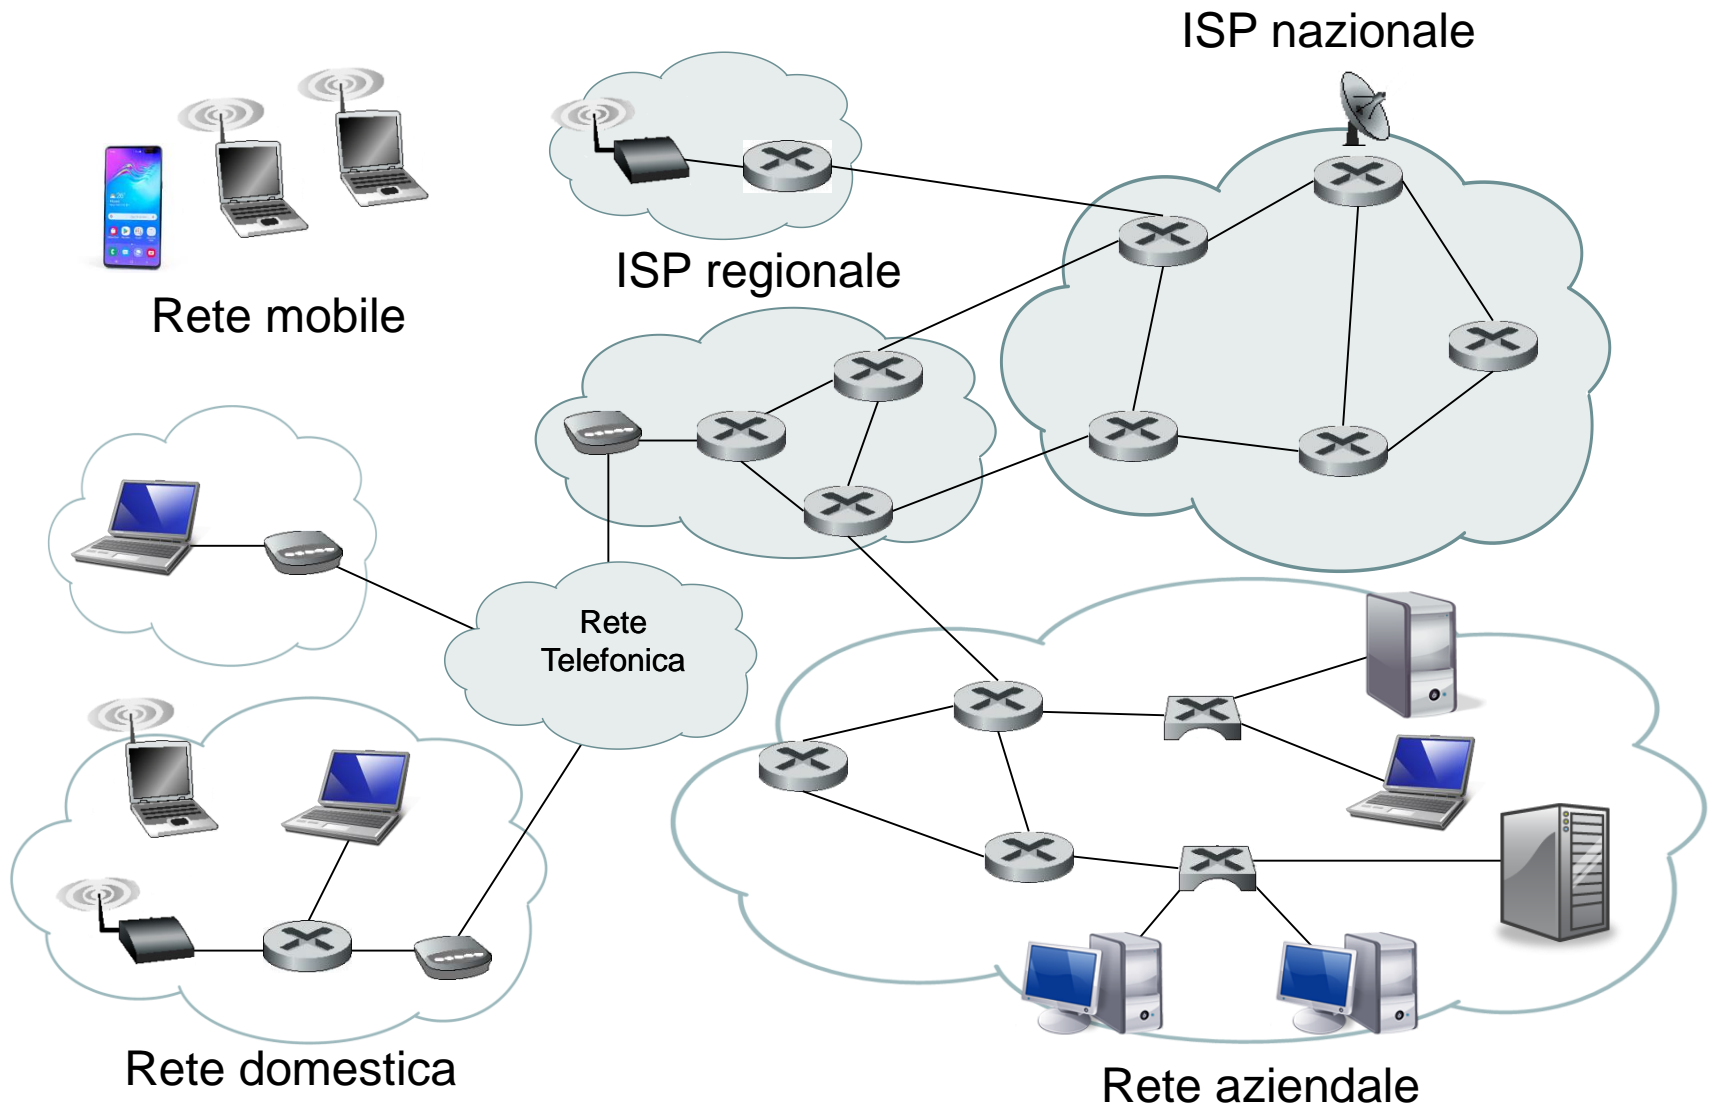 ISP nazionale
ISP regionale
Rete mobile
Rete
Telefonica
Rete domestica
Rete aziendale